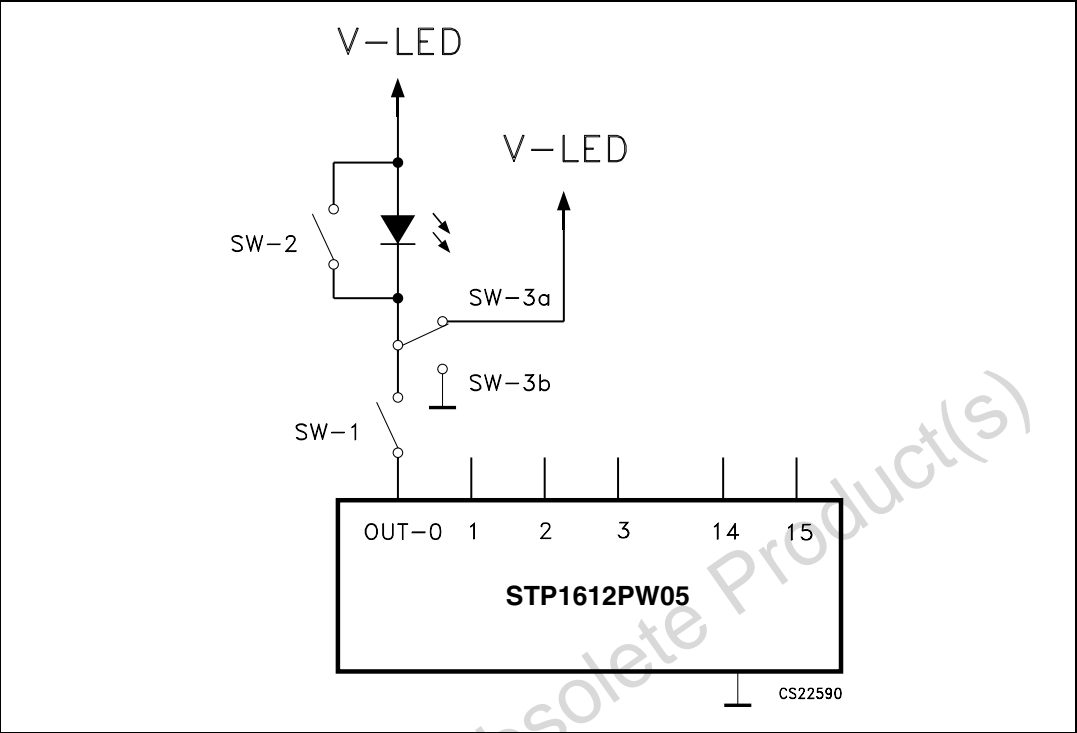 V-LED
V-LED
SW-2
SW-3a
SW-3b
SW-1
OUT-0 1 2 3 14 15
STP1612PW05
CS22590
solete Product(s)